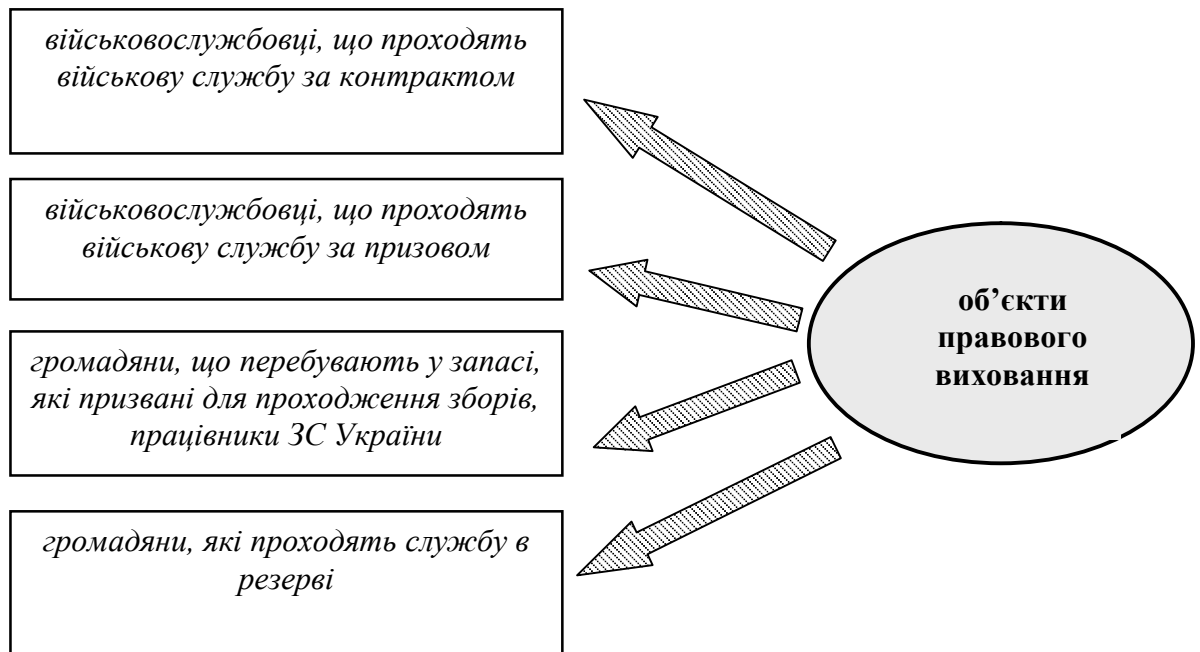 військовослужбовці, що проходять
військову службу за контрактом
військовослужбовці, що проходять
військову службу за призовом
громадяни, що перебувають у запасі,
які призвані для проходження зборів,
працівники ЗС України
громадяни, які проходять службу в
резерві
об’єкти
правового
виховання